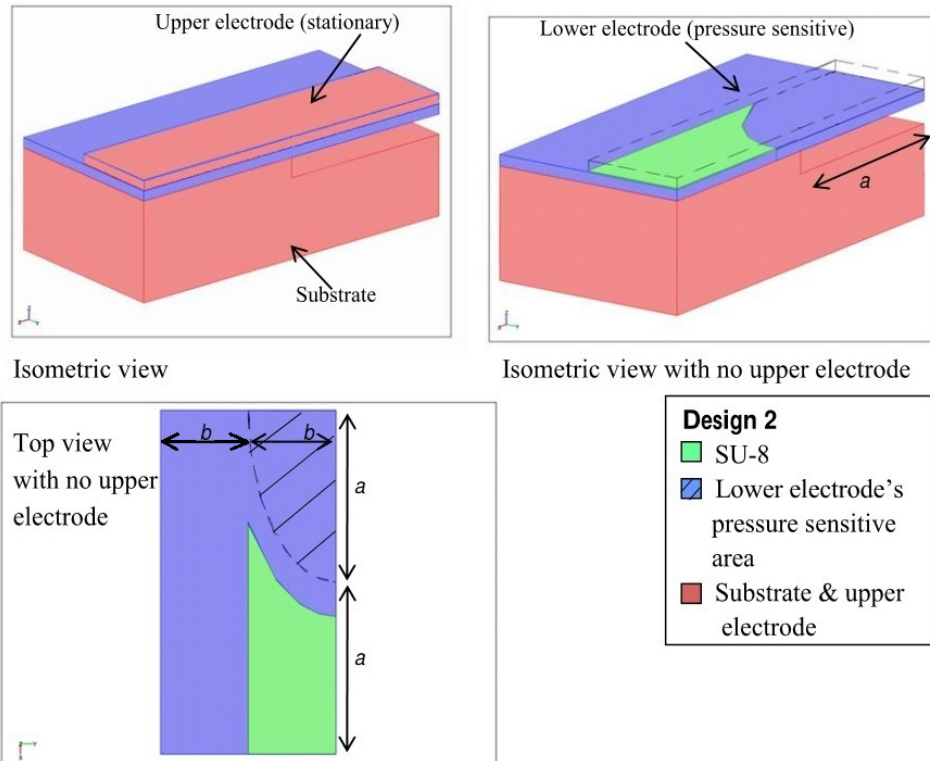 Upper electrode (stationary)
Substrate
Isometric view
Lower electrode (pressure sensitive)
a
Isometric view with no upper electrode
Top view
with no upper
electrode
b
b
a
a
Design 2
SU-8
Lower electrode's
pressure sensitive
area
Substrate & upper
electrode